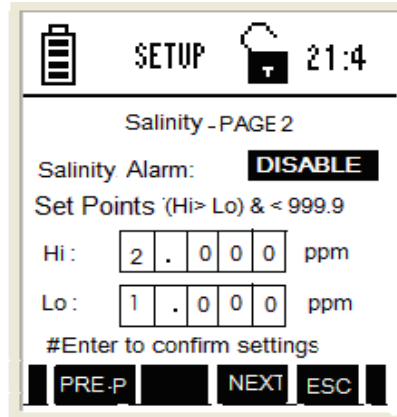 SETUP 21:4
Salinity - PAGE 2
Salinity Alarm: DISABLE
Set Points (Hi> Lo) & < 999.9
Hi : 2 . 0 0 0 ppm
Lo : 1 . 0 0 0 ppm
#Enter to confirm settings
PRE-P NEXT ESC